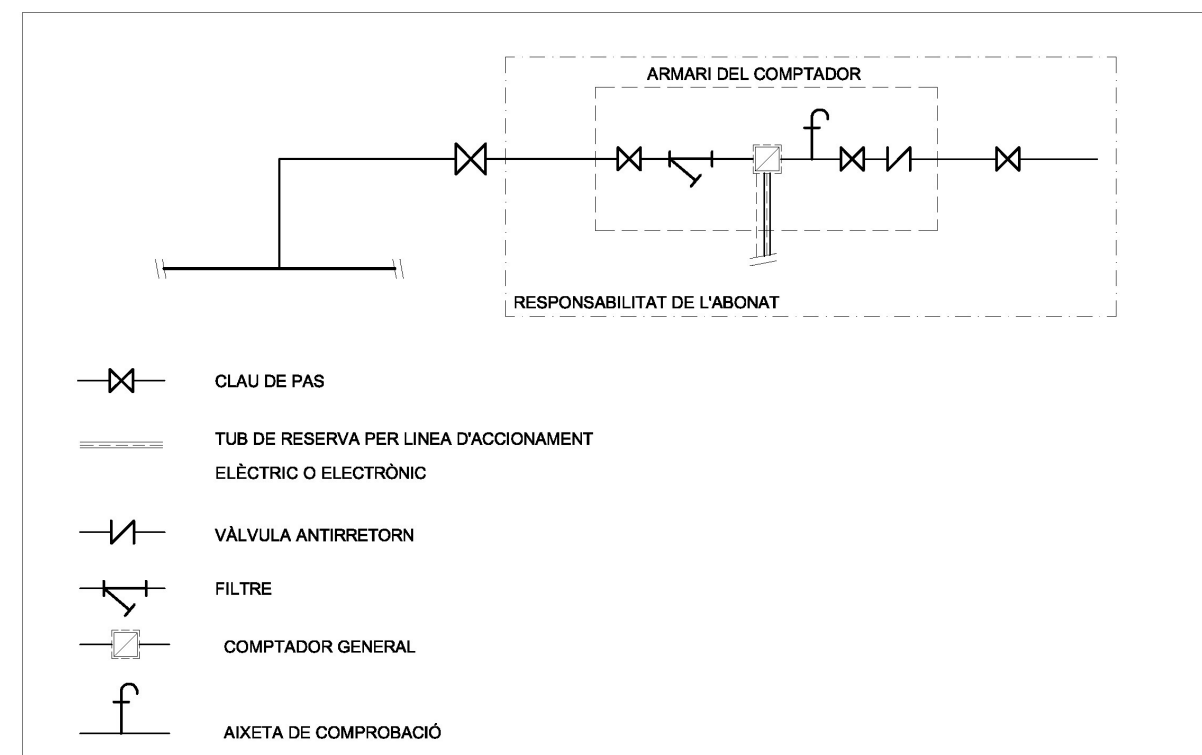 ARMARI DEL COMPTADOR
RESPONSABILITAT DE L'ABONAT
CLAU DE PAS
TUB DE RESERVA PER LINEA D'ACCIONAMENT
ELÈCTRIC O ELECTRÒNIC
VÀLVULA ANTIRRETORN
FILTRE
COMPTADOR GENERAL
AIXETA DE COMPROBACIÓ